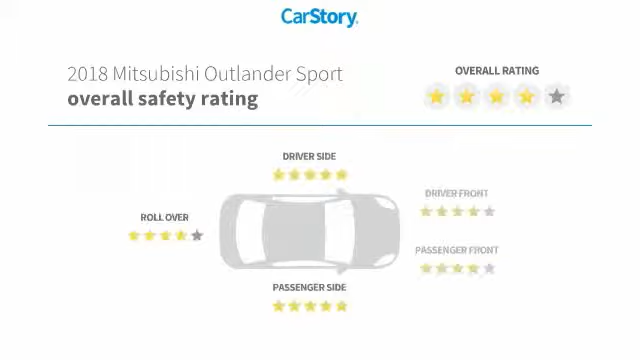 CarStory.
2018 Mitsubishi Outlander Sport
overall safety rating
OVERALL RATING
DRIVER SIDE
DRIVER FRONT
ROLL OVER
PASSENGER FRONT
PASSENGER SIDE